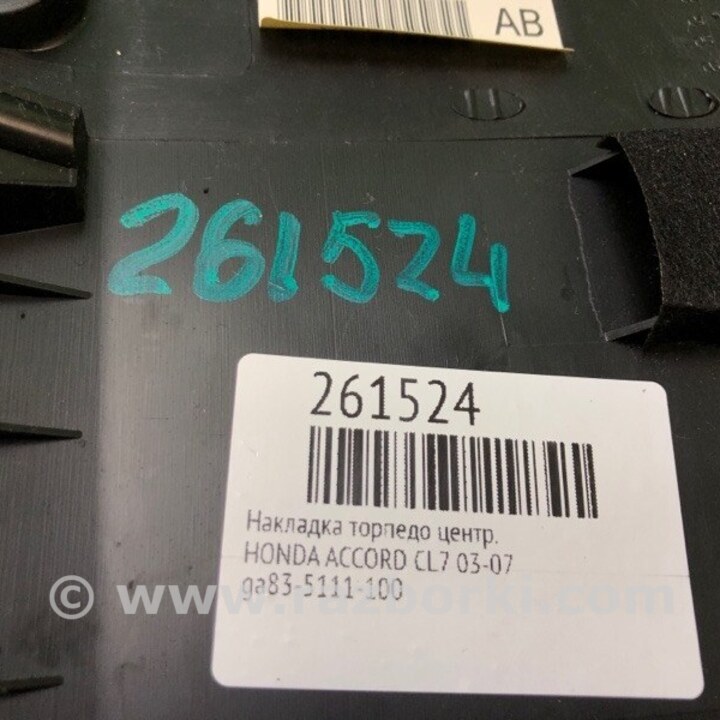 AB
261524
261524
Накладка торпедо центр.
HONDA ACCORD CL7 03-07
ga83-5111-100
© www.razborki.com